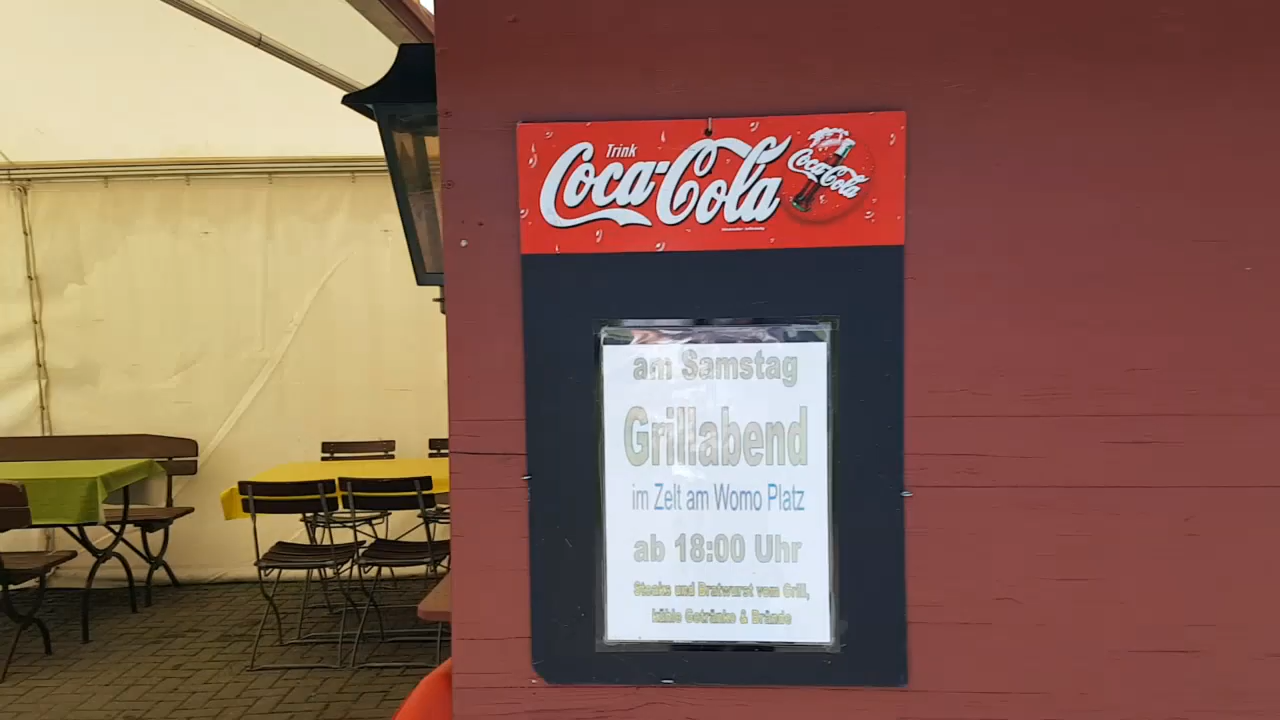 Trink
Coca-Cola
Coca-Cola
am Samstag
Grillabend
im Zelt am Womo Platz
ab 18:00 Uhr
Steaks und Bratwurst vom Grill,
kühle Getränke & Brände